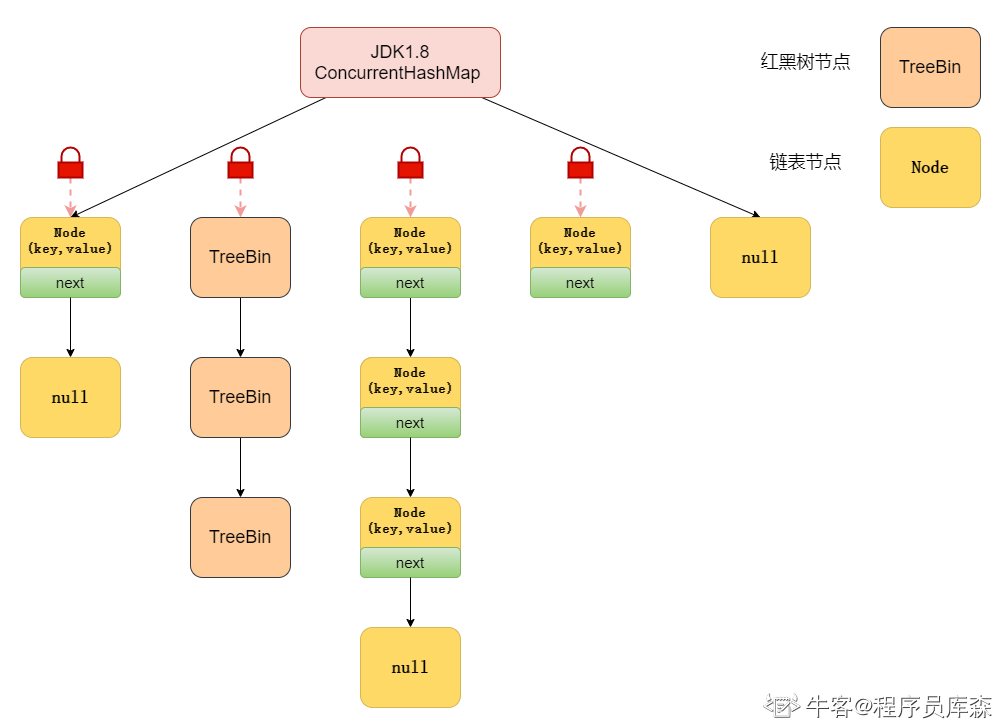 JDK1.8
ConcurrentHashMap
红黑树节点
TreeBin
链表节点
Node
Node
(key,value)
next
TreeBin
Node
(key,value)
next
Node
(key,value)
next
null
null
TreeBin
Node
(key,value)
next
TreeBin
Node
(key,value)
next
null
牛客@程序员库森